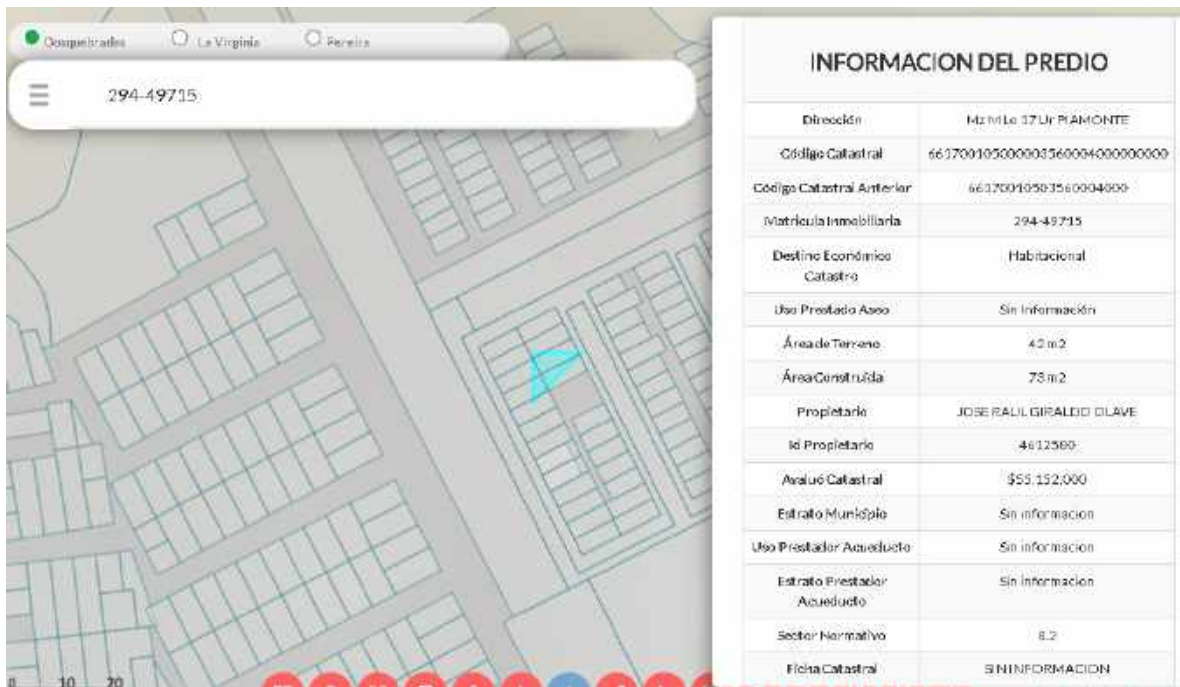 Dosquebradas La Virginia Pereira
294-49715
INFORMACION DEL PREDIO
Dirección Mz M Lo 17 Ur PIAMONTE
Código Catastral
Código Catastral Anterior 66170010503560004000
Matricula Inmobiliaria 294-49715
Destino Económico Habitacional
Catastro
Uso Prestado Aseo Sin Información
Área de Terreno 42 m2
Área Construida 73 m2
Propietario JOSE RAUL GIRALDO OLAVE
Id Propietario 4612580
Avaluó Catastral $55,152,000
Estrato Municipio Sin informacion
Uso Prestador Acueducto Sin informacion
Estrato Prestador Sin informacion
Acueducto
Sector Normativo 8.2
Ficha Catastral SIN INFORMACION
0 10 20